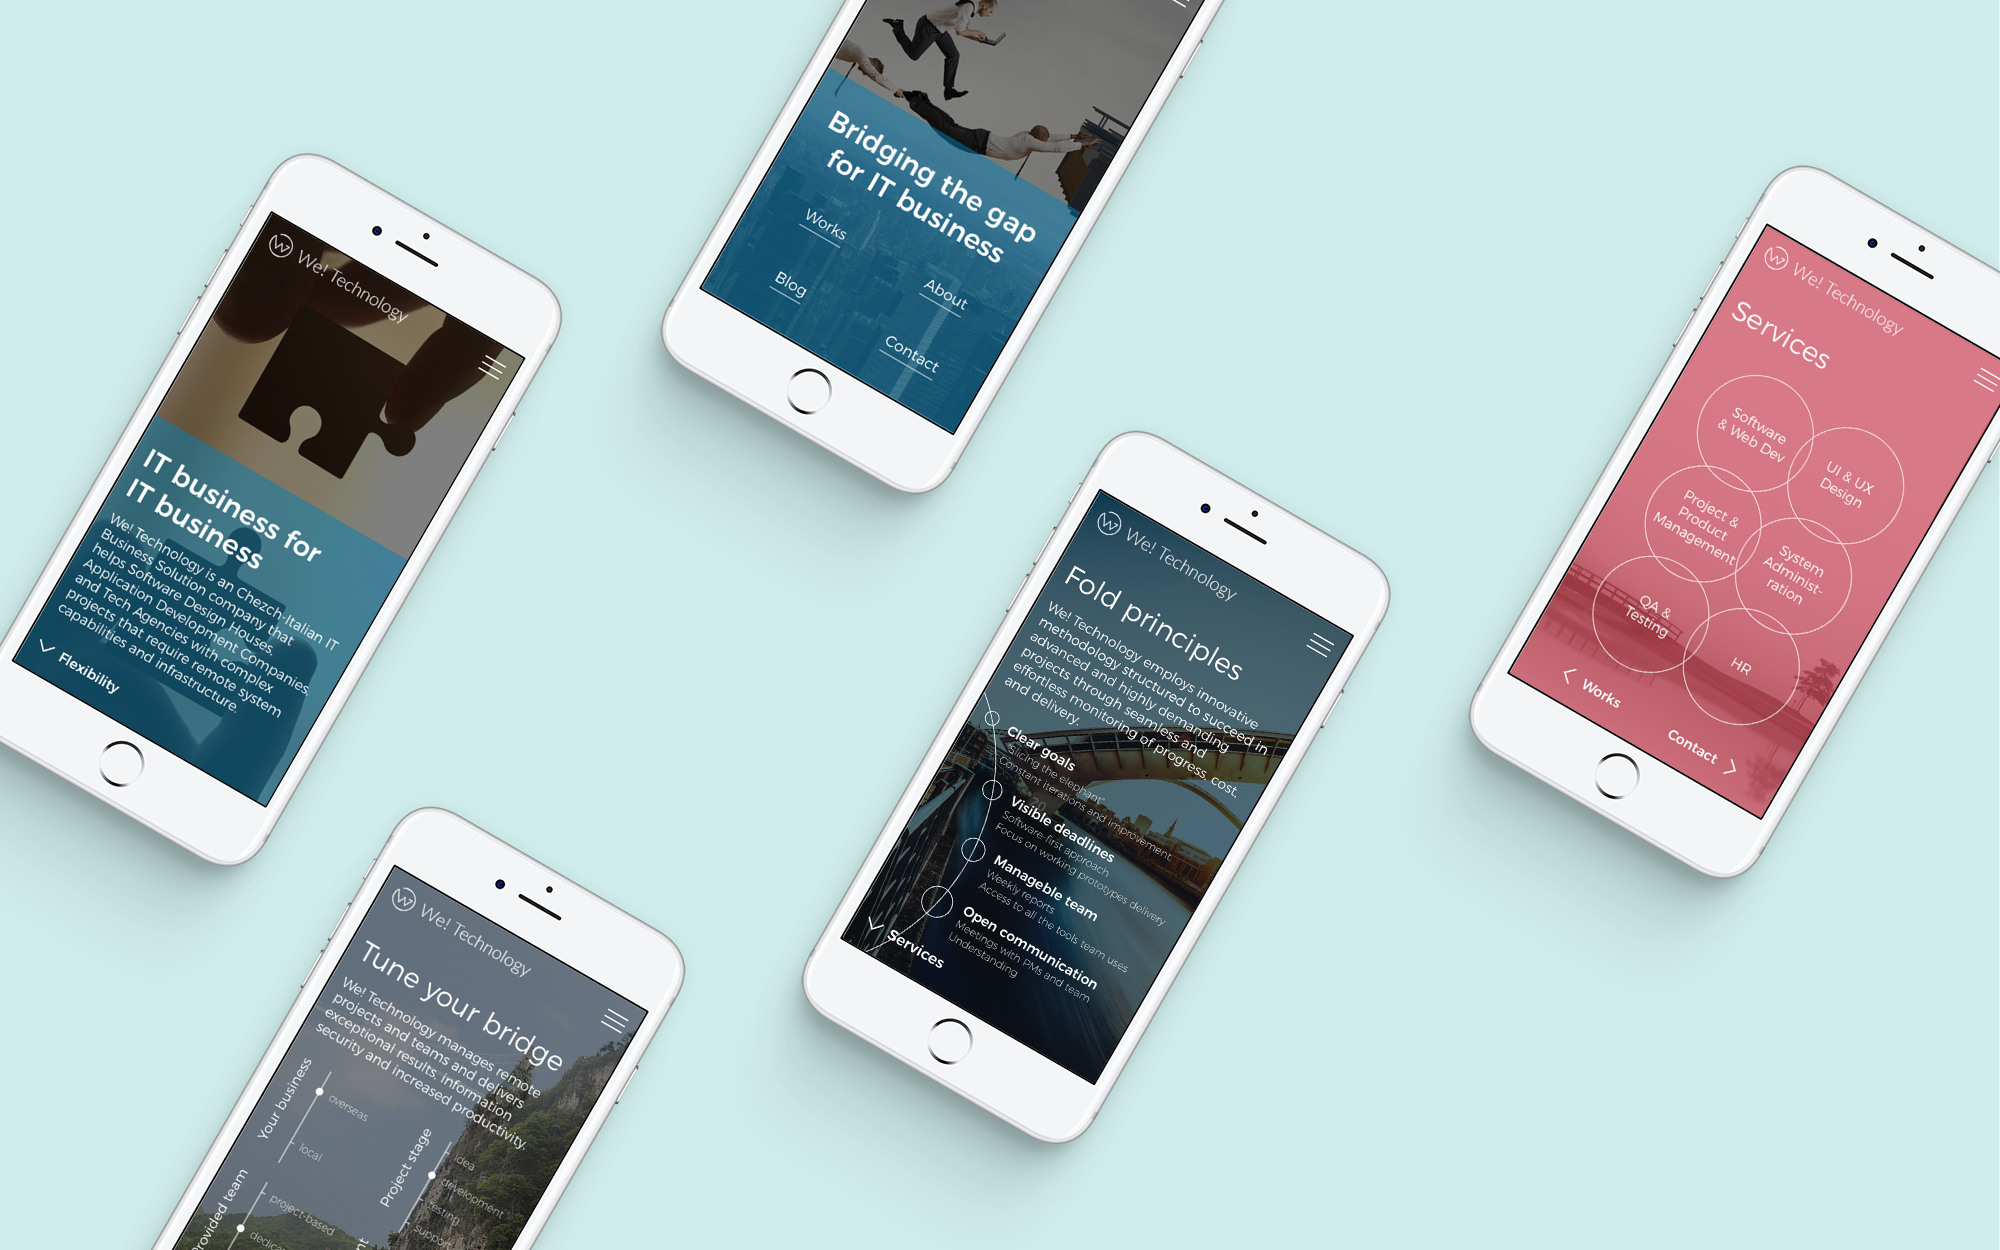 Bridging the gap
for IT business
Works
Blog
About
Contact
We! Technology
IT business for
IT business
We! Technology is an Chezch-Italian IT
Business Solution company that
helps Software Design Houses,
Application Development Companies,
and Tech Agencies with complex
projects that require remote system
capabilities and infrastructure.
Flexibility
We! Technology
Services
Software
& Web Dev
UI & UX
Design
Project &
Product
Management
System
Administ-
ration
QA &
Testing
HR
Works
Contact
We! Technology
Fold principles
We! Technology employs innovative
methodology structured to succeed in
advanced and highly demanding
projects through seamless and
effortless monitoring of progress, cost,
and delivery.
Clear goals
"Slicing the elephant"
Constant iterations and improvement
Visible deadlines
Software-first approach
Focus on working prototypes delivery
Manageble team
Weekly reports
Access to all the tools team uses
Open communication
Meetings with PMs and team
Understanding
Services
We! Technology
Tune your bridge
We! Technology manages remote
projects and teams and delivers
exceptional results, information
security and increased productivity.
Your business
overseas
local
Project stage
idea
development
testing
support
Provided team
project-based